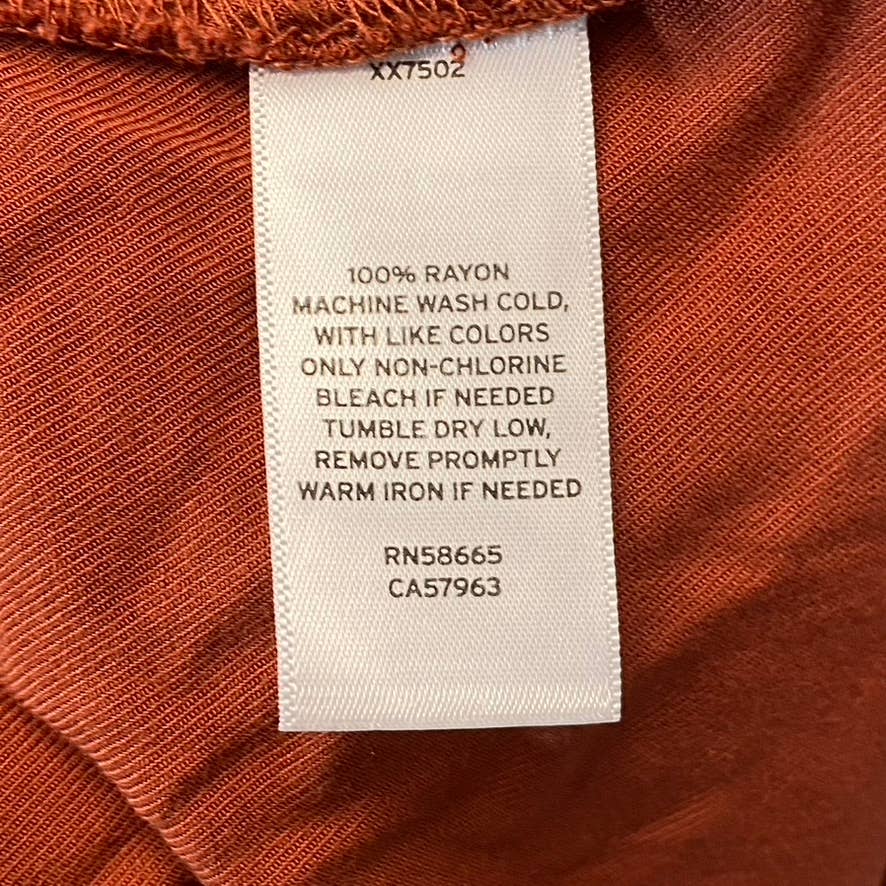 XX7502
100% RAYON
MACHINE WASH COLD,
WITH LIKE COLORS
ONLY NON-CHLORINE
BLEACH IF NEEDED
TUMBLE DRY LOW,
REMOVE PROMPTLY
WARM IRON IF NEEDED
RN58665
CA57963